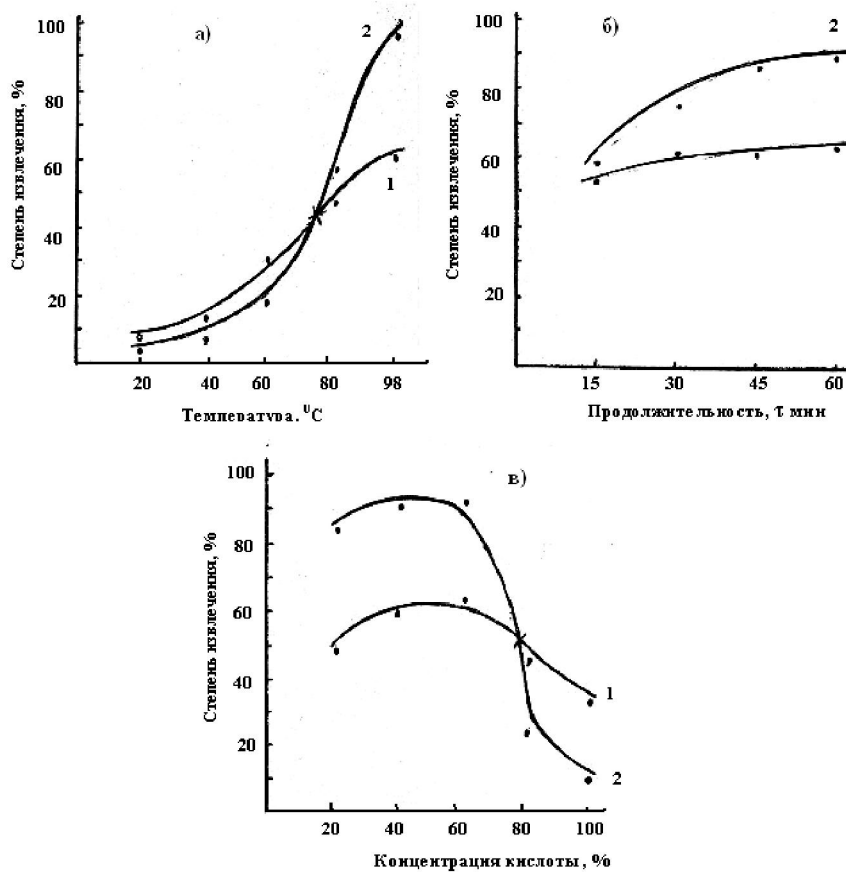 а)
Степень извлечения, %
100
80
60
40
20
2
1
20 40 60 80 98
Температура, ⁰С
б)
Степень извлечения, %
100
80
60
40
20
2
15 30 45 60
Продолжительность, τ мин
в)
Степень извлечения, %
100
80
60
40
20
1
2
20 40 60 80 100
Концентрация кислоты, %